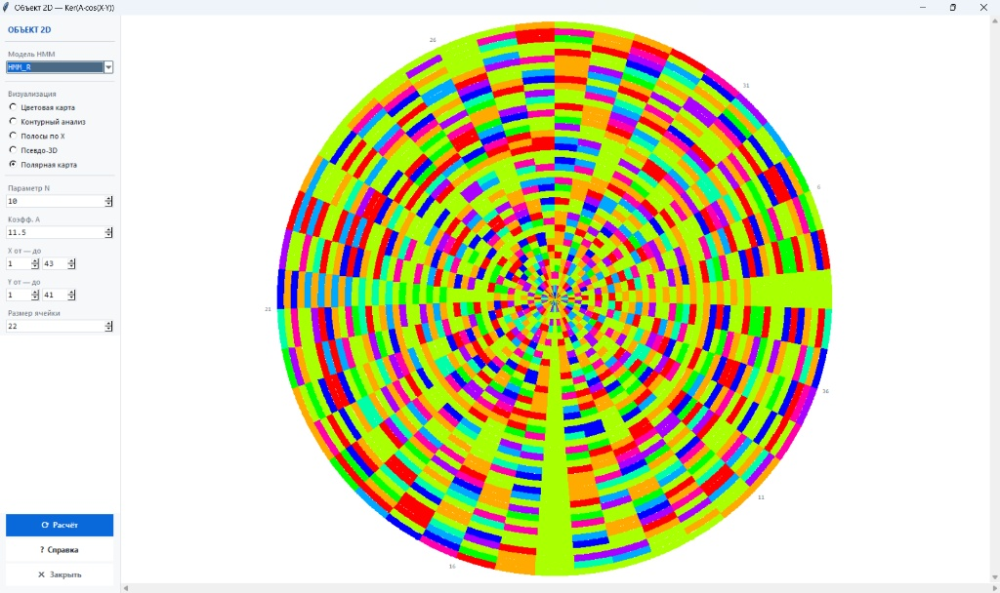 Объект 2D — Ker(A·cos(X·Y))
ОБЪЕКТ 2D
Модель HMM
HMM_R
Визуализация
Цветовая карта
Контурный анализ
Полосы по X
Псевдо-3D
Полярная карта
Параметр N
10
Коэфф. A
11.5
X от — до
1 43
Y от — до
1 41
Размер ячейки
22
Расчёт
? Справка
Закрыть
26
31
6
21
36
11
16